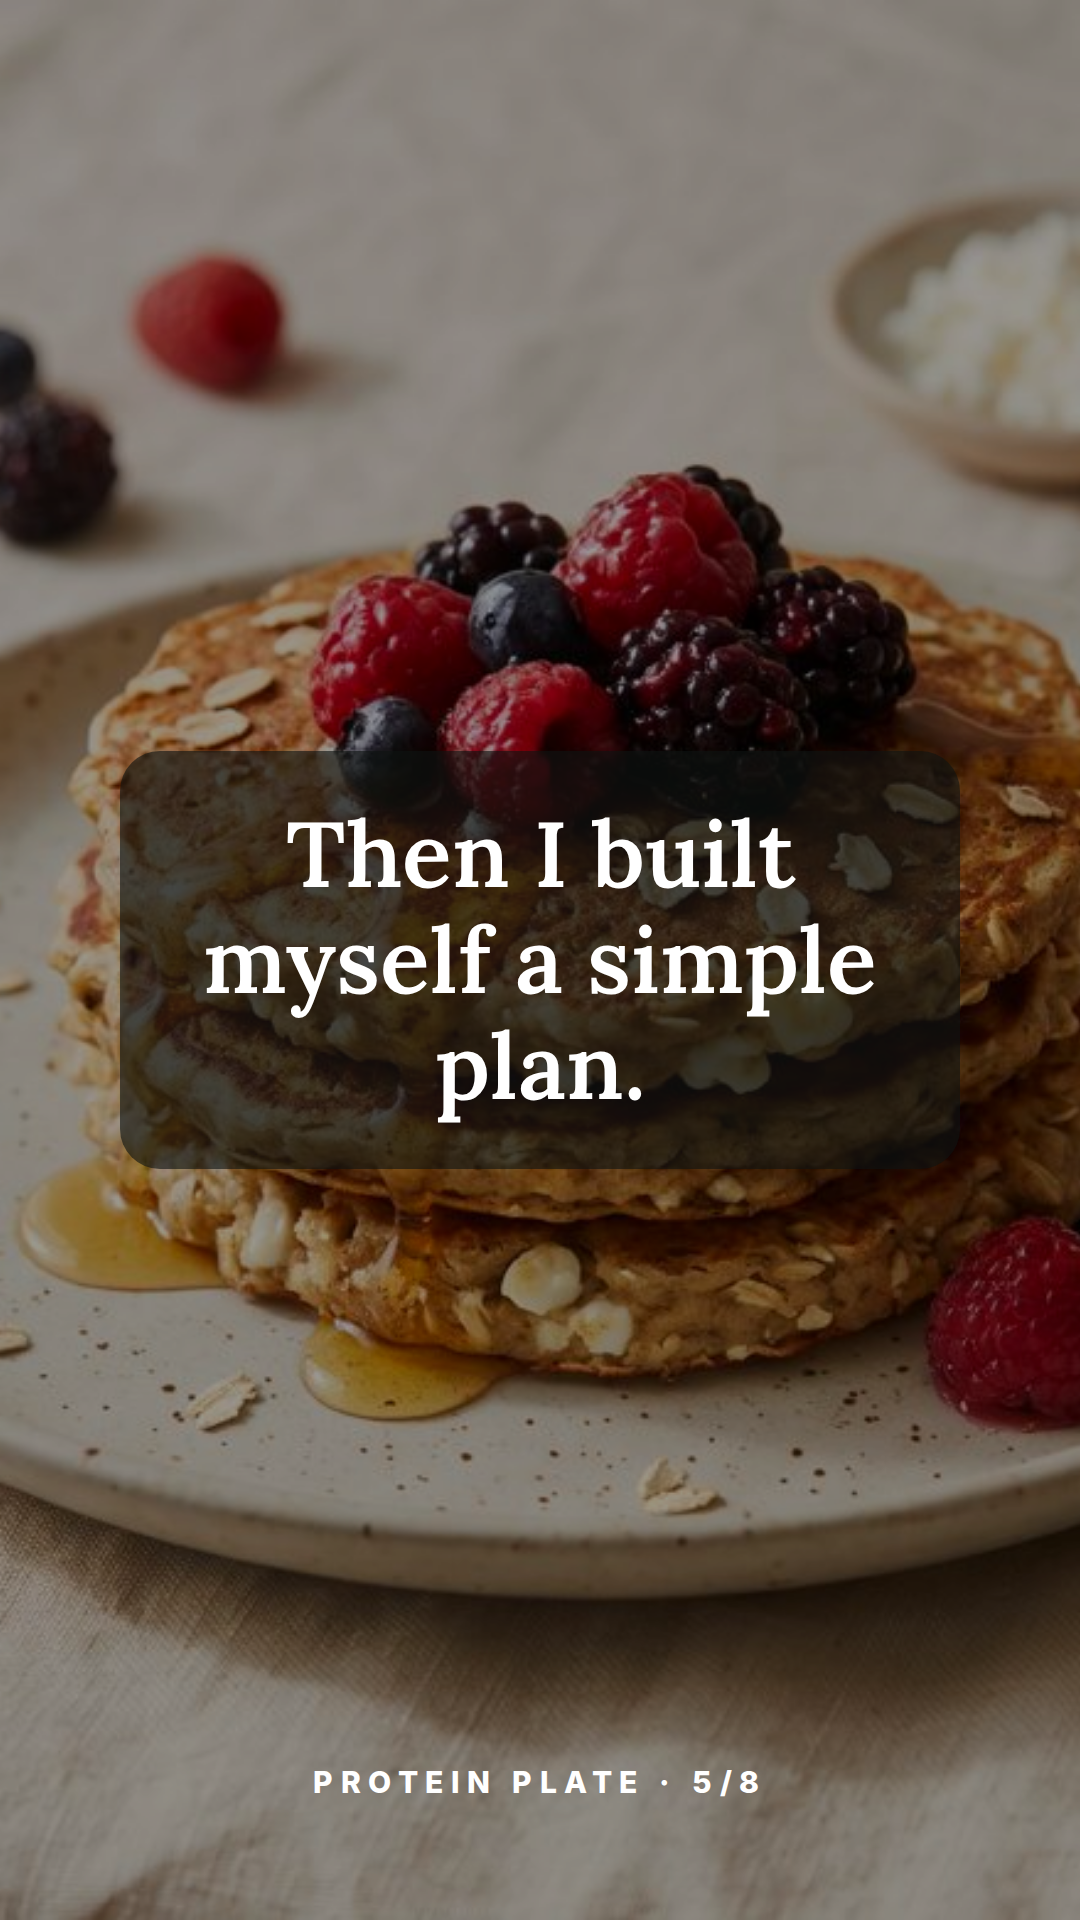 Then I built
myself a simple
plan.
PROTEIN PLATE · 5/8